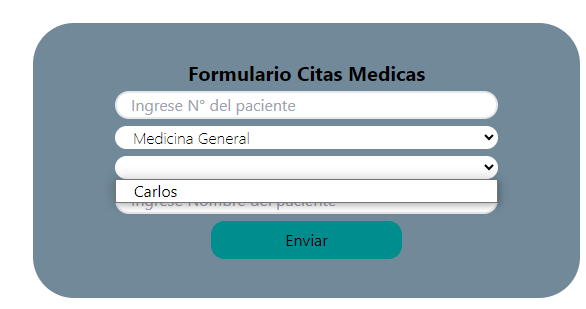 Formulario Citas Medicas
Ingrese N° del paciente
Medicina General
Carlos
Ingrese Nombre del paciente
Enviar